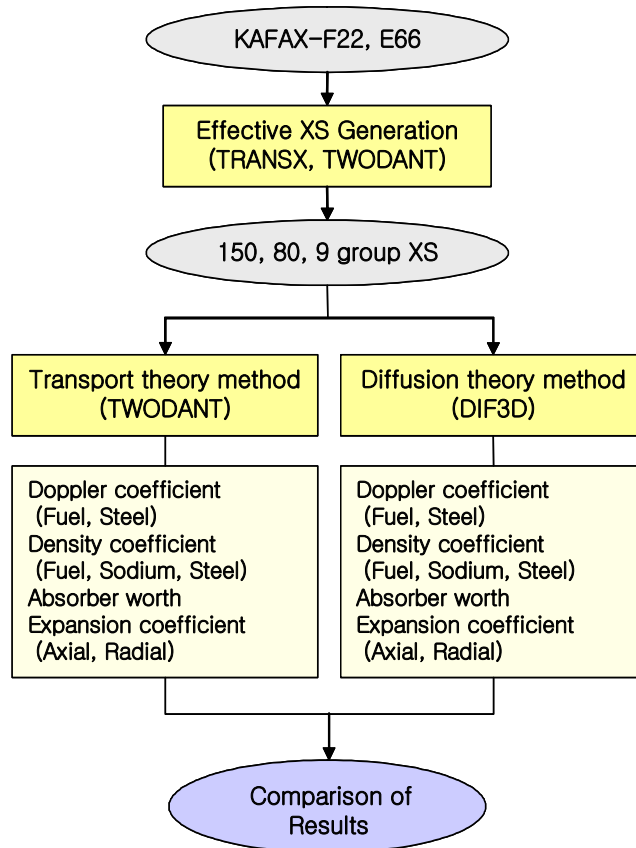 KAFAX-F22, E66
Effective XS Generation
(TRANSX, TWODANT)
150, 80, 9 group XS
Transport theory method
(TWODANT)
Diffusion theory method
(DIF3D)
Doppler coefficient
(Fuel, Steel)
Density coefficient
(Fuel, Sodium, Steel)
Absorber worth
Expansion coefficient
(Axial, Radial)
Doppler coefficient
(Fuel, Steel)
Density coefficient
(Fuel, Sodium, Steel)
Absorber worth
Expansion coefficient
(Axial, Radial)
Comparison of
Results